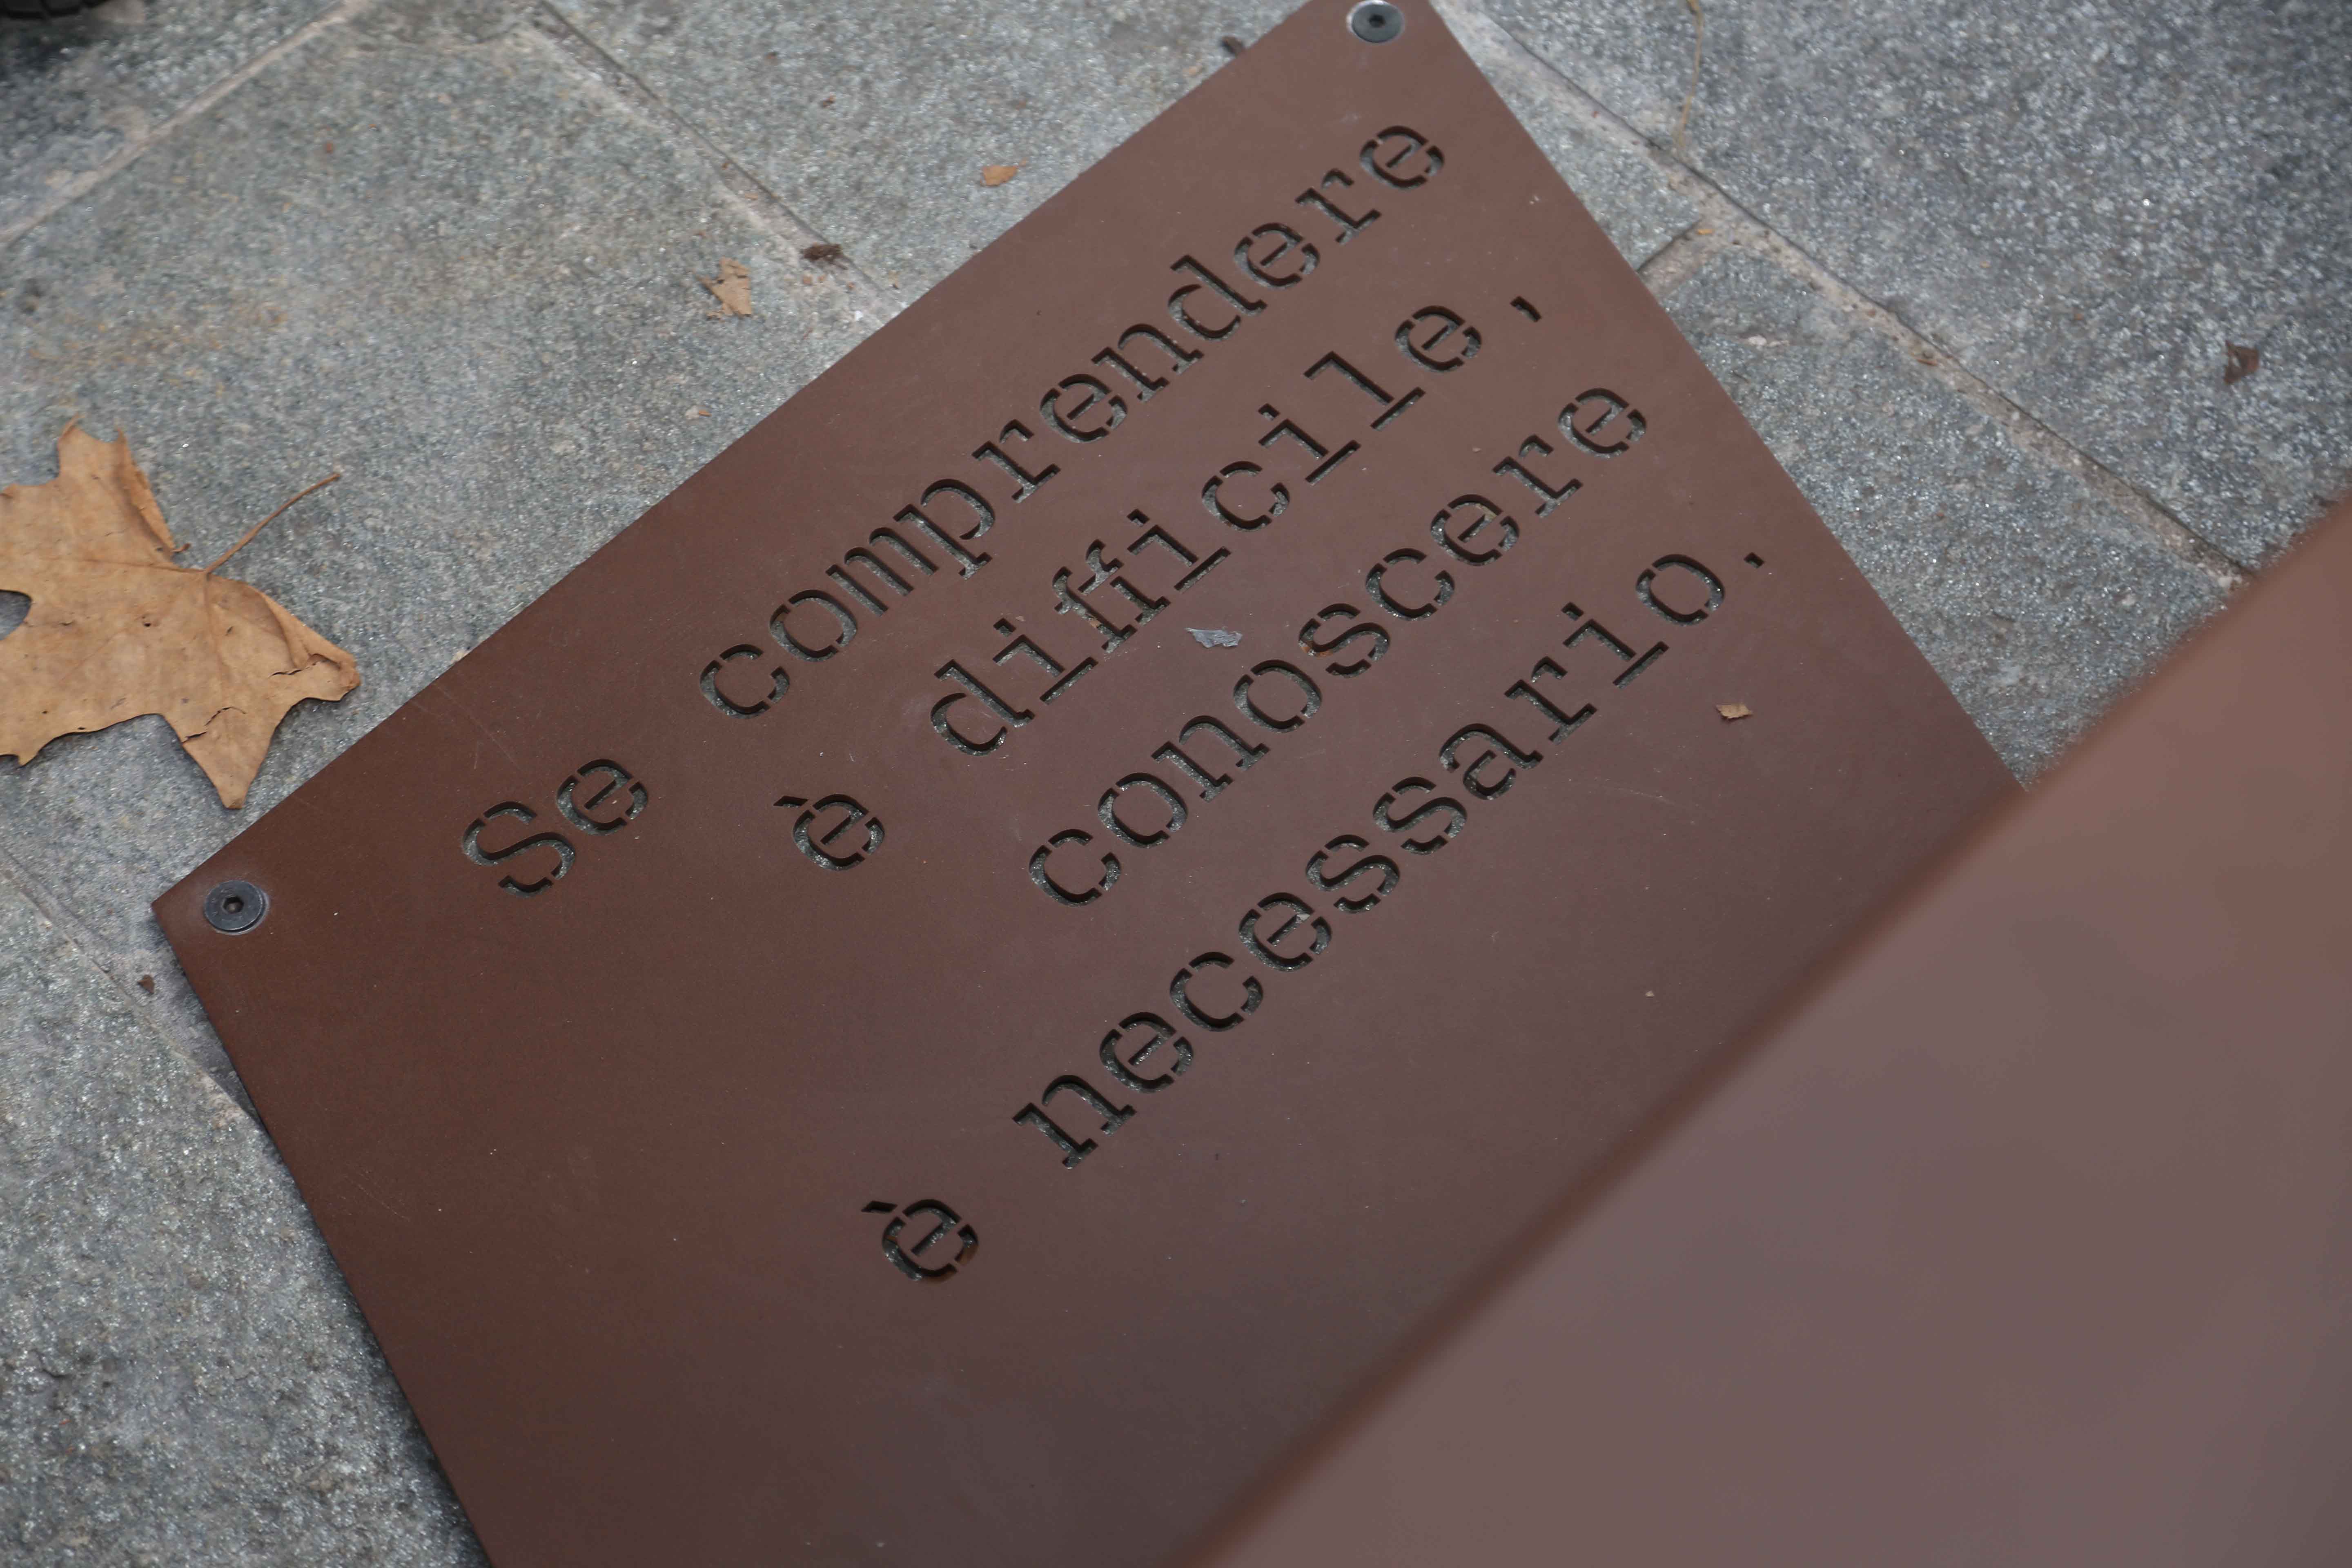 Se comprendere
è difficile,
conoscere
è necessario.